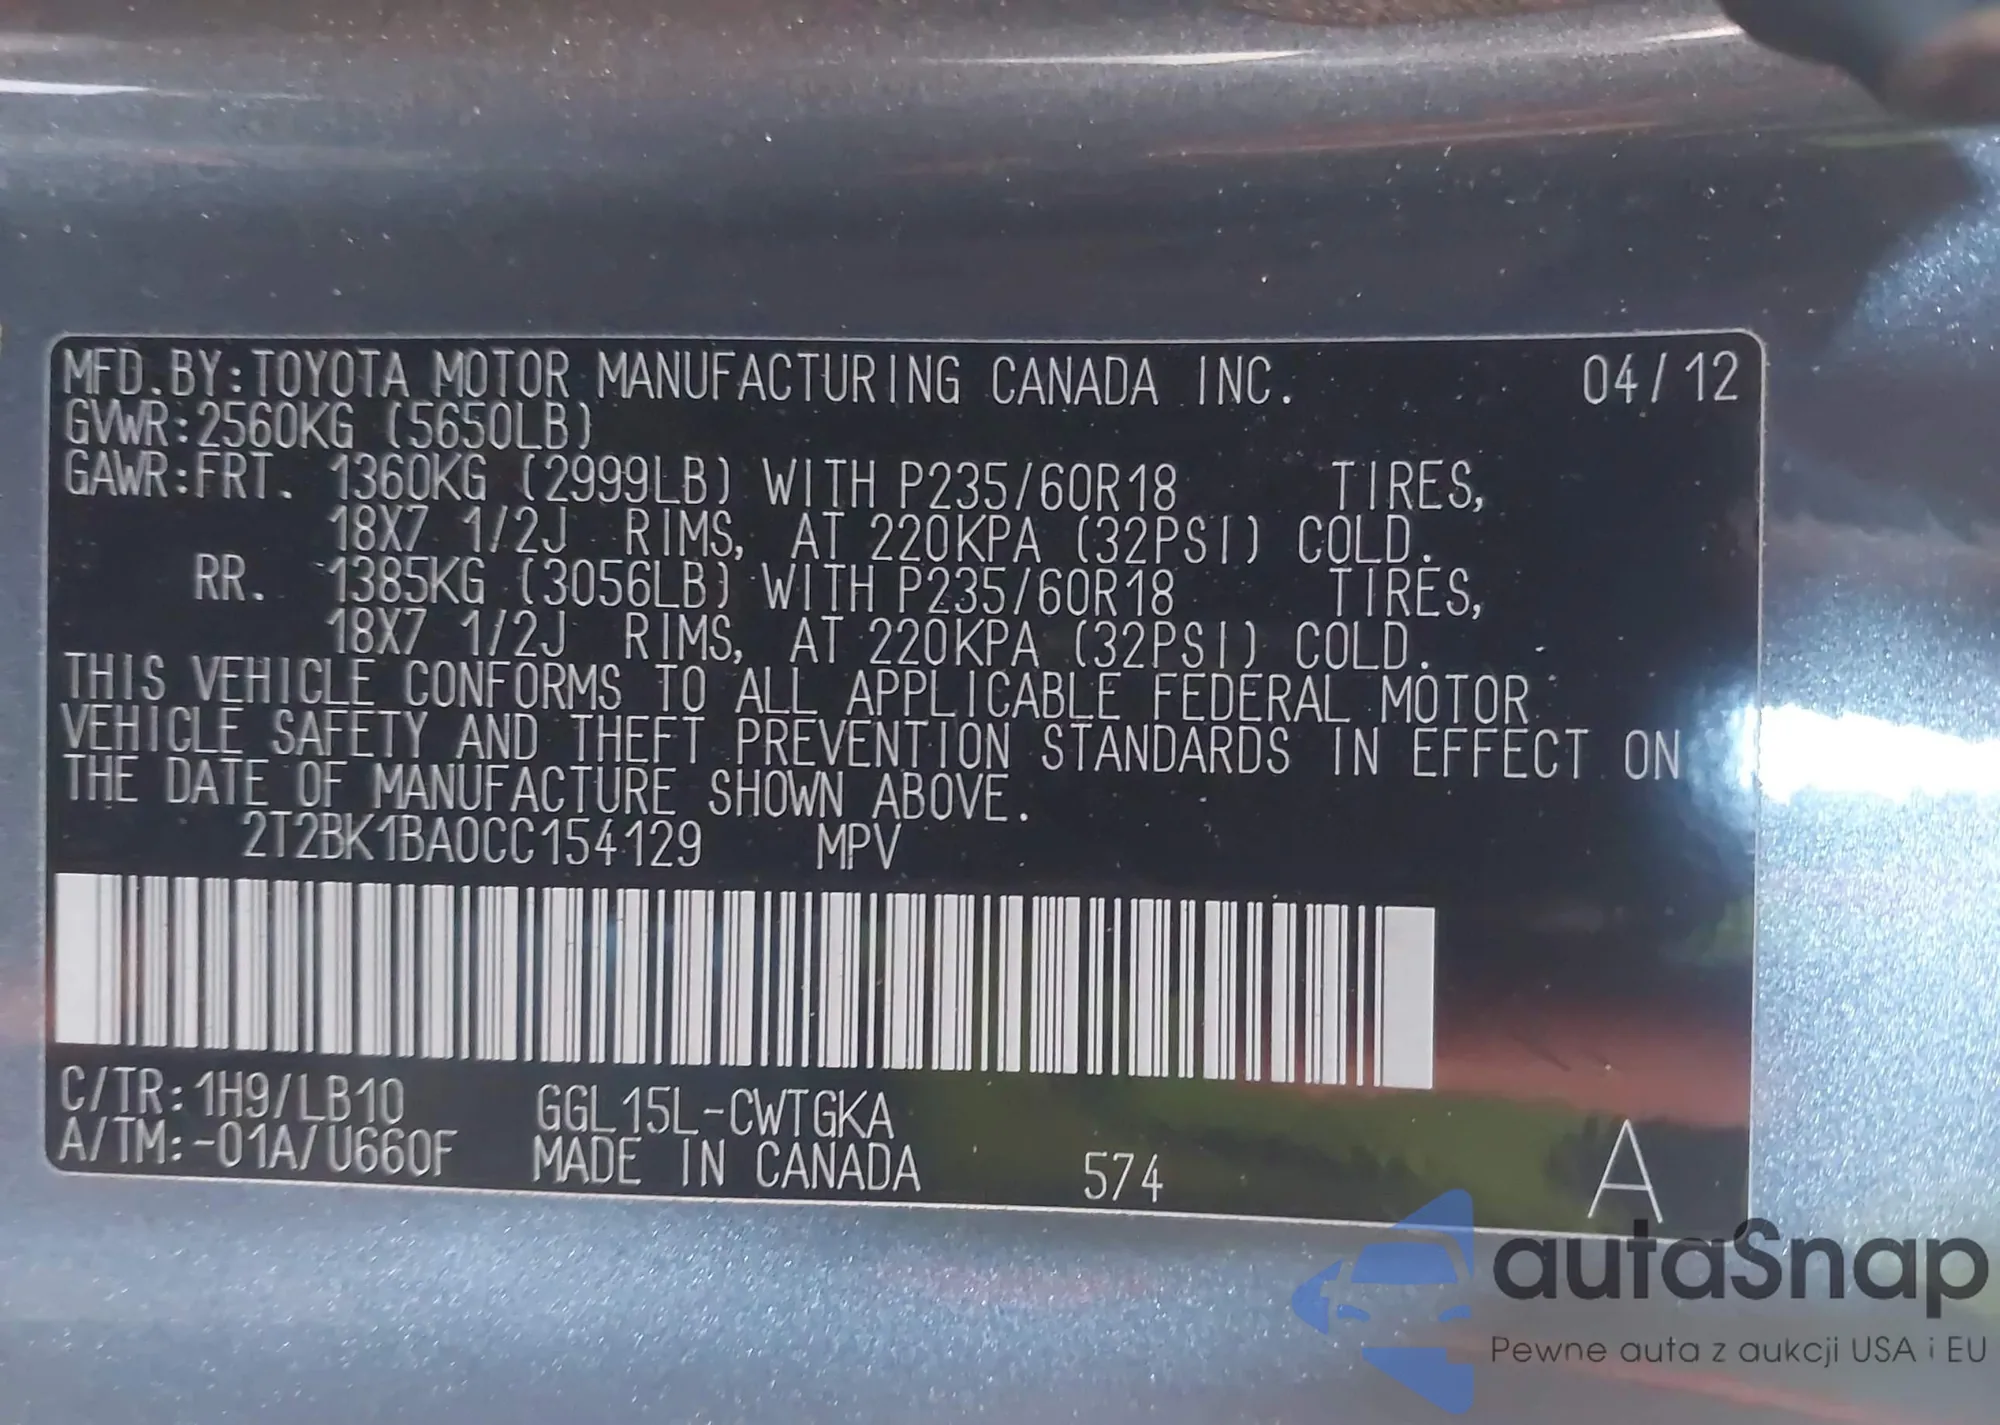 MFD.BY:TOYOTA MOTOR MANUFACTURING CANADA INC. 04/12
GVWR:2560KG (5650LB)
GAWR:FRT. 1360KG (2999LB) WITH P235/60R18 TIRES,
18X7 1/2J RIMS, AT 220KPA (32PSI) COLD.
RR. 1385KG (3056LB) WITH P235/60R18 TIRES,
18X7 1/2J RIMS, AT 220KPA (32PSI) COLD.
THIS VEHICLE CONFORMS TO ALL APPLICABLE FEDERAL MOTOR
VEHICLE SAFETY AND THEFT PREVENTION STANDARDS IN EFFECT ON
THE DATE OF MANUFACTURE SHOWN ABOVE.
2T2BK1BA0CC154129 MPV
C/TR:1H9/LB10 GGL15L-CWTGKA
A/TM:-01A/U660F MADE IN CANADA 574 A
autaSnap
Pewne auta z aukcji USA i EU